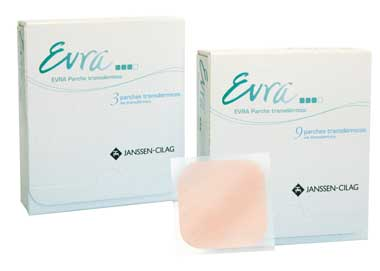 Evra
EVRA Parche transdérmico
3 parches transdérmicos
JANSSEN-CILAG
Evra
EVRA Parche transdérmico
9 parches transdérmicos
JANSSEN-CILAG